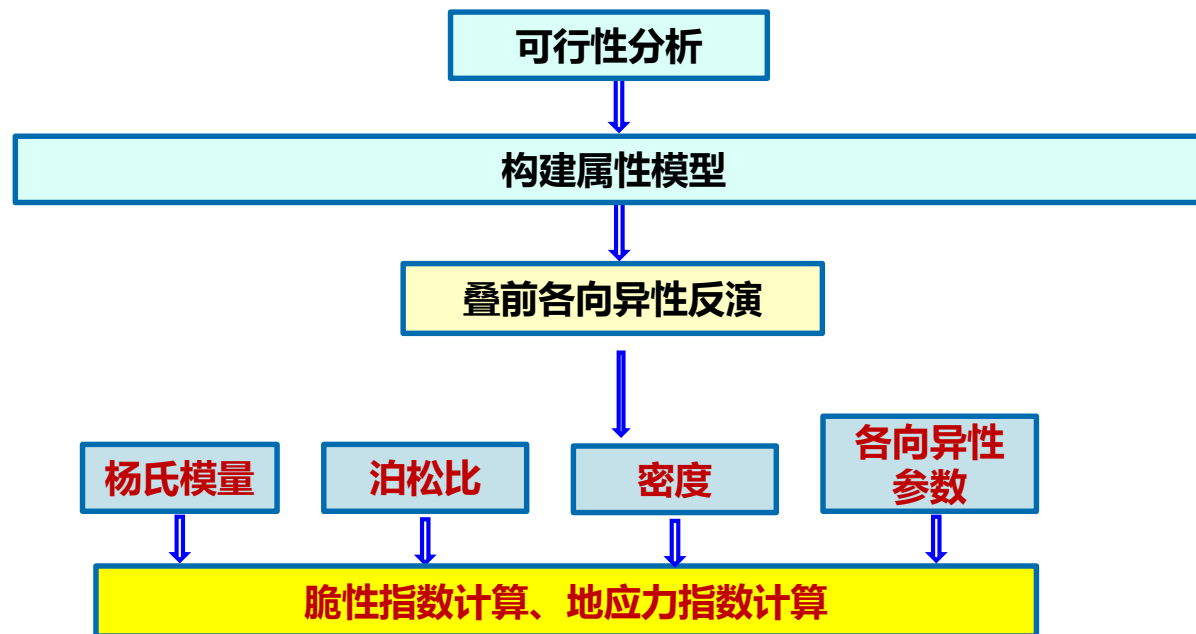 可行性分析
构建属性模型
叠前各向异性反演
杨氏模量
泊松比
密度
各向异性
参数
脆性指数计算、地应力指数计算